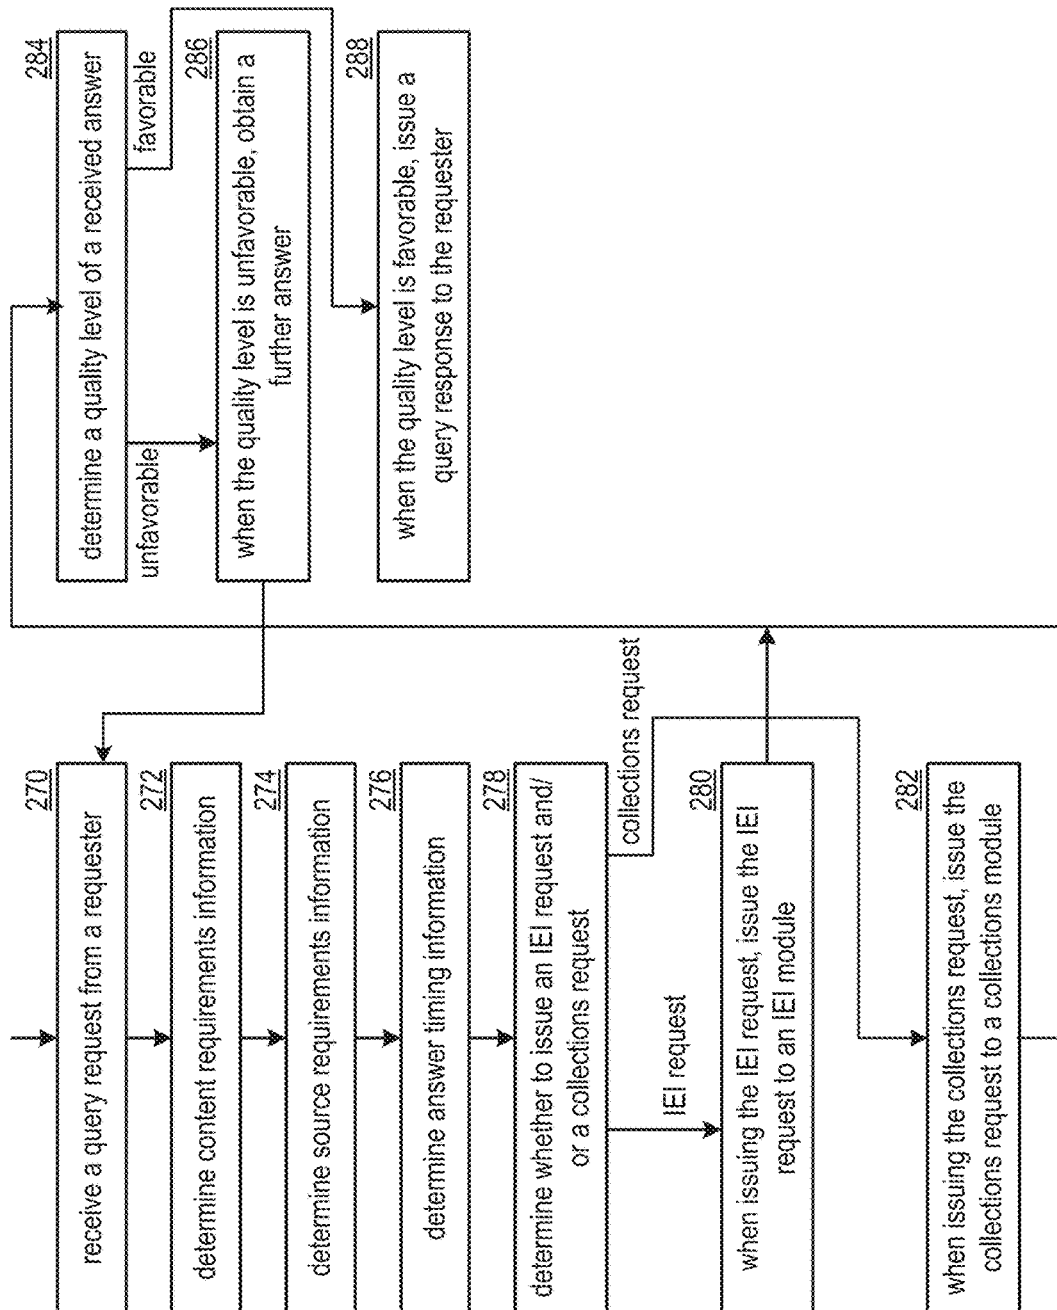 270
receive a query request from a requester
272
determine content requirements information
274
determine source requirements information
276
determine answer timing information
278
determine whether to issue an IEI request and/
or a collections request
IEI request
collections request
280
when issuing the IEI request, issue the IEI
request to an IEI module
282
when issuing the collections request, issue the
collections request to a collections module
284
determine a quality level of a received answer
unfavorable
favorable
286
when the quality level is unfavorable, obtain a
further answer
288
when the quality level is favorable, issue a
query response to the requester